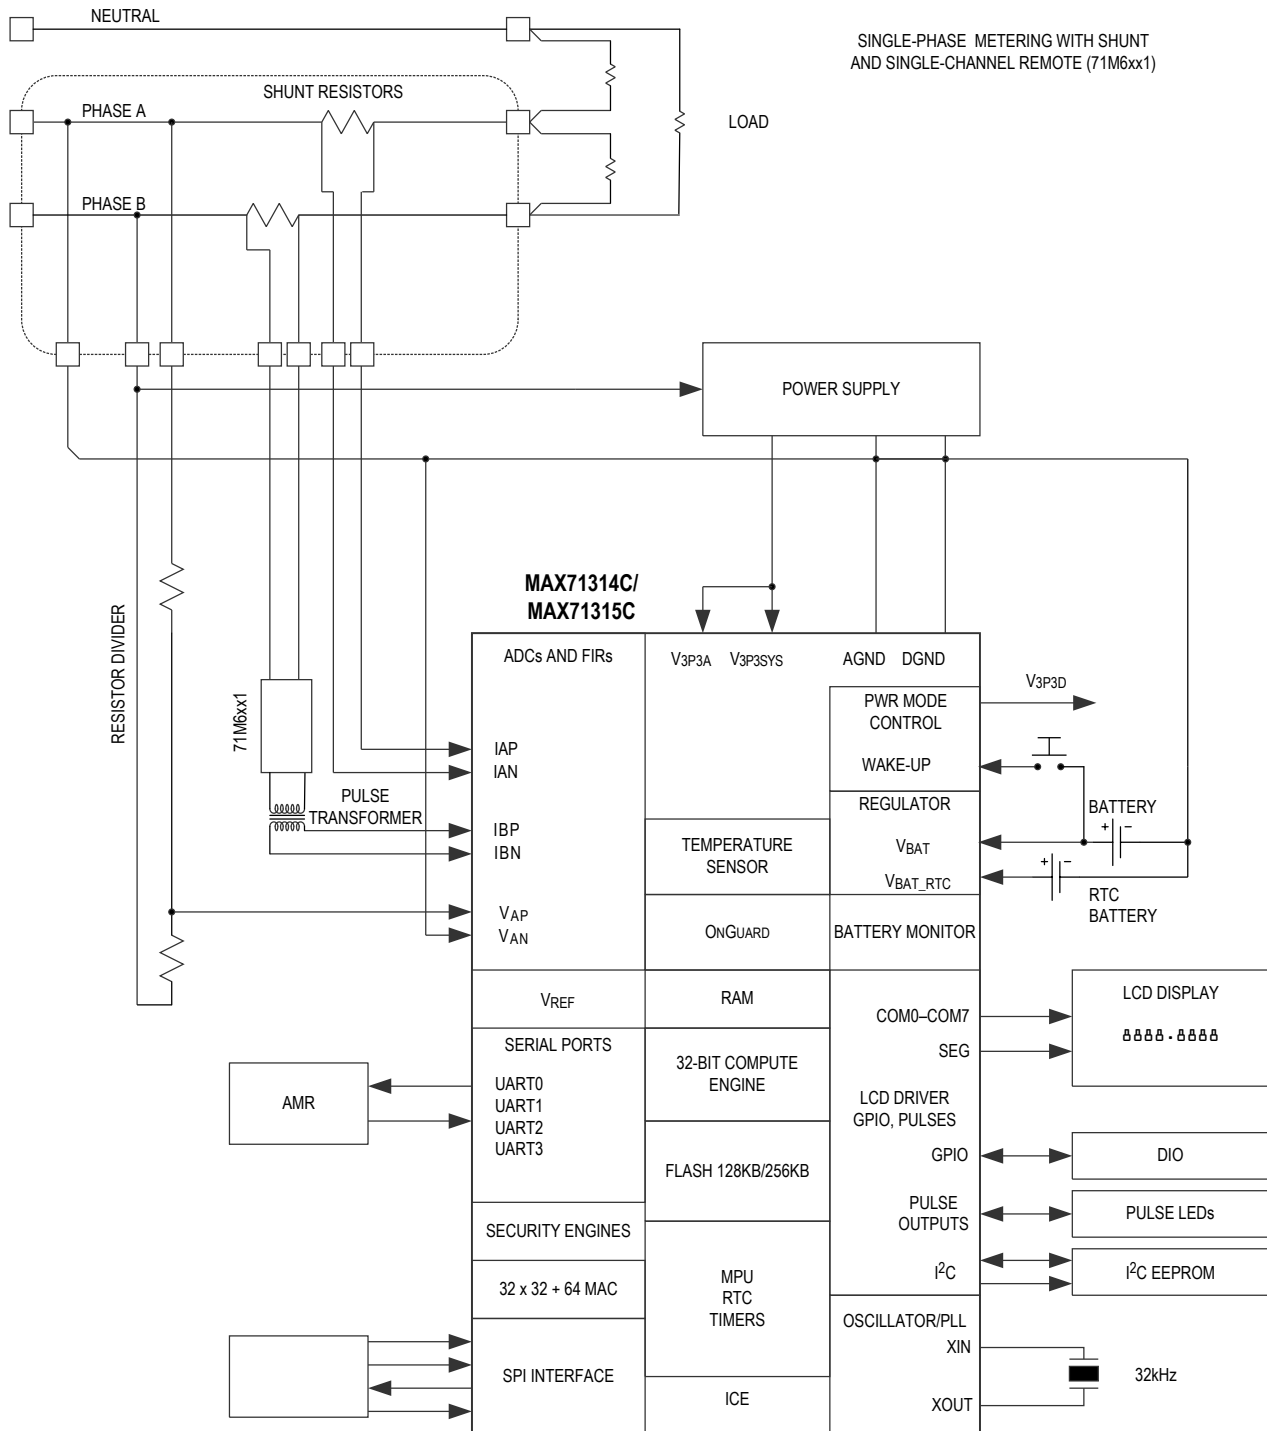 NEUTRAL
SINGLE-PHASE METERING WITH SHUNT
AND SINGLE-CHANNEL REMOTE (71M6xx1)
SHUNT RESISTORS
PHASE A
LOAD
PHASE B
POWER SUPPLY
MAX71314C/
MAX71315C
RESISTOR DIVIDER
ADCs AND FIRs
V3P3A V3P3SYS
AGND DGND
V3P3D
PWR MODE
CONTROL
71M6xx1
IAP
IAN
WAKE-UP
PULSE
TRANSFORMER
REGULATOR
BATTERY
+ −
IBP
IBN
TEMPERATURE
SENSOR
VBAT
VBAT_RTC
+ −
RTC
BATTERY
VAP
VAN
ONGUARD
BATTERY MONITOR
VREF
RAM
COM0–COM7
SEG
LCD DISPLAY
8888.8888
SERIAL PORTS
UART0
UART1
UART2
UART3
AMR
32-BIT COMPUTE
ENGINE
LCD DRIVER
GPIO, PULSES
FLASH 128KB/256KB
GPIO
DIO
PULSE
OUTPUTS
PULSE LEDs
SECURITY ENGINES
I2C
I2C EEPROM
32 x 32 + 64 MAC
MPU
RTC
TIMERS
OSCILLATOR/PLL
XIN
32kHz
SPI INTERFACE
ICE
XOUT